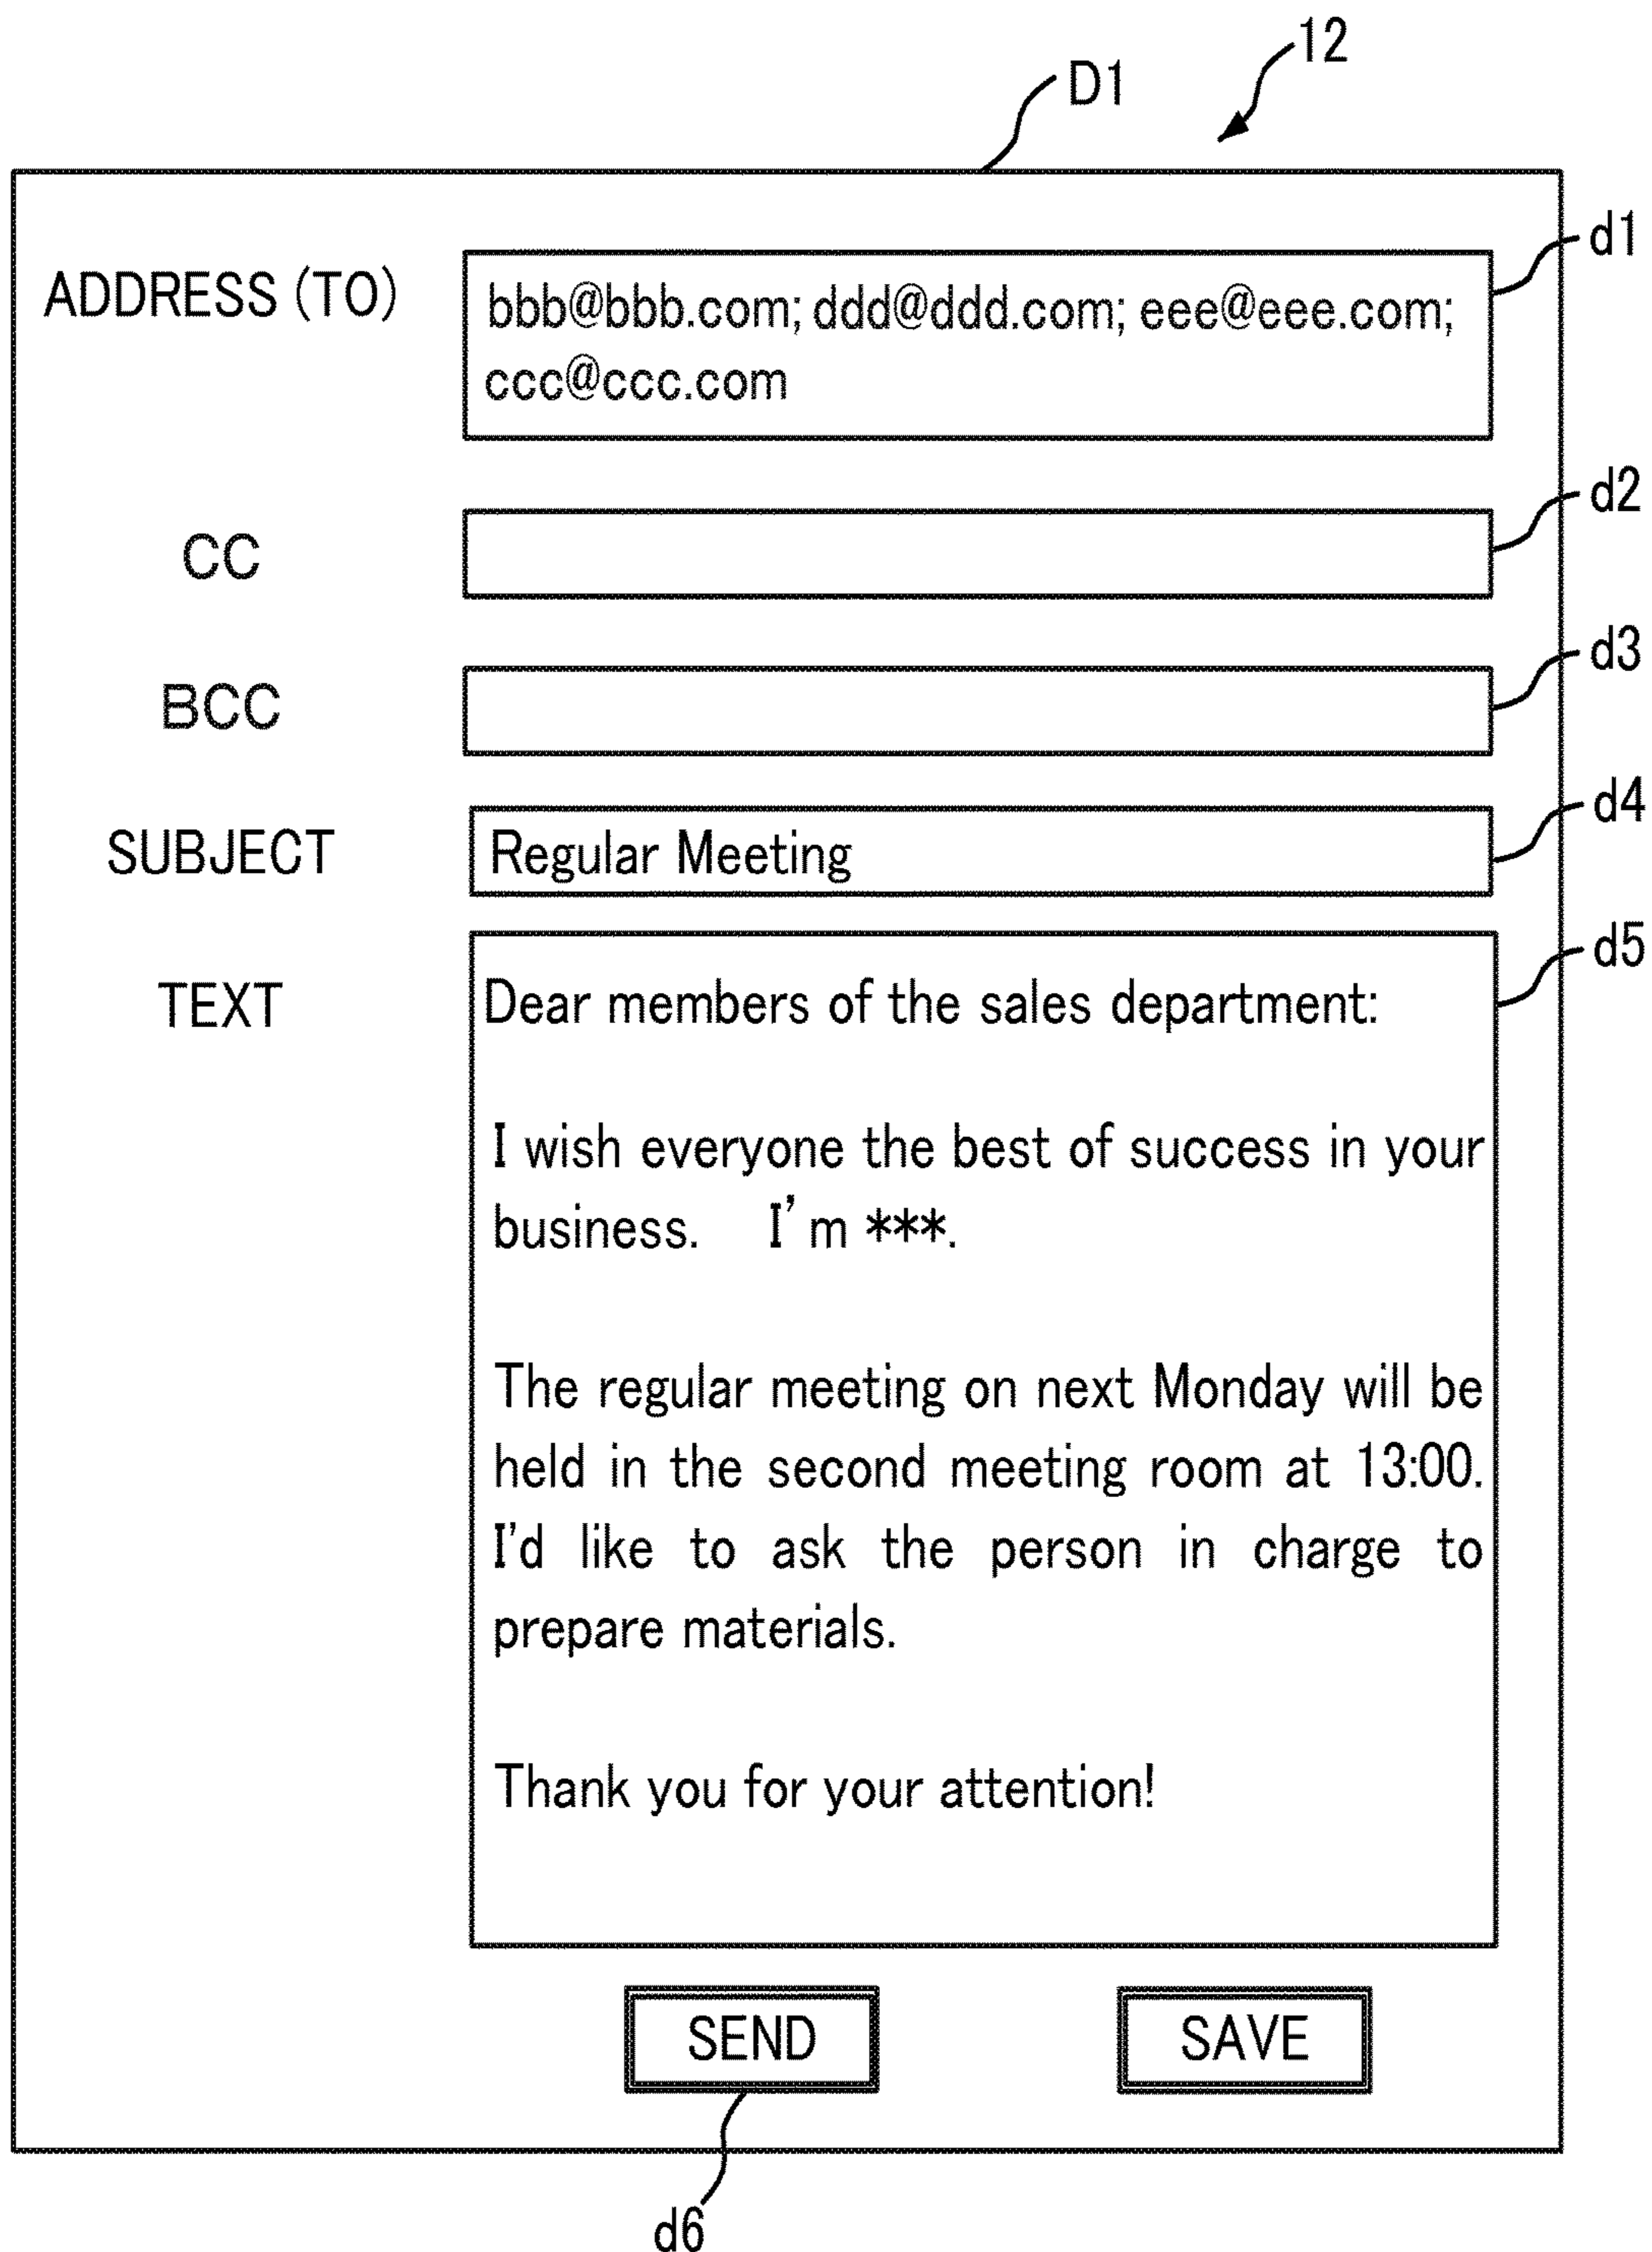 12
D1
ADDRESS (TO)
bbb@bbb.com; ddd@ddd.com; eee@eee.com;
ccc@ccc.com
d1
CC
d2
BCC
d3
SUBJECT
Regular Meeting
d4
TEXT
d5
Dear members of the sales department:
I wish everyone the best of success in your
business. I'm ***.
The regular meeting on next Monday will be
held in the second meeting room at 13:00.
I'd like to ask the person in charge to
prepare materials.
Thank you for your attention!
SEND
SAVE
d6